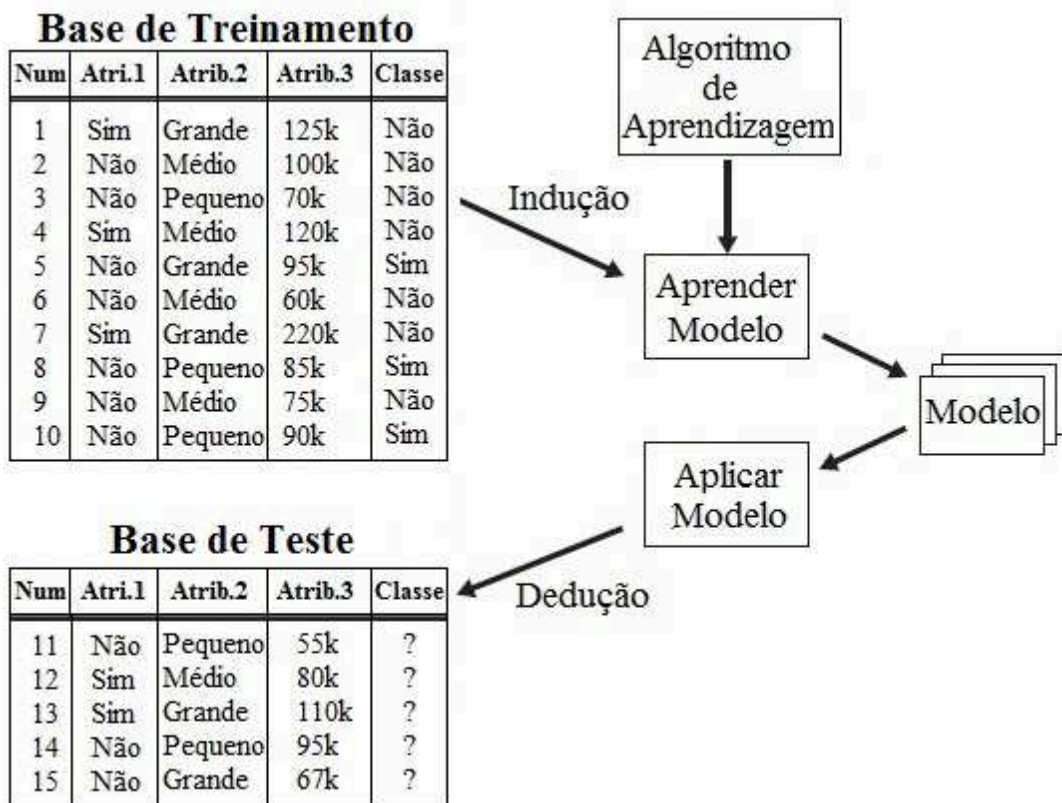 Base de Treinamento
Num Atri.1 Atrib.2 Atrib.3 Classe
1 Sim Grande 125k Não
2 Não Médio 100k Não
3 Não Pequeno 70k Não
4 Sim Médio 120k Não
5 Não Grande 95k Sim
6 Não Médio 60k Não
7 Sim Grande 220k Não
8 Não Pequeno 85k Sim
9 Não Médio 75k Não
10 Não Pequeno 90k Sim
Algoritmo
de
Aprendizagem
Indução
Aprender
Modelo
Modelo
Aplicar
Modelo
Dedução
Base de Teste
Num Atri.1 Atrib.2 Atrib.3 Classe
11 Não Pequeno 55k ?
12 Sim Médio 80k ?
13 Sim Grande 110k ?
14 Não Pequeno 95k ?
15 Não Grande 67k ?